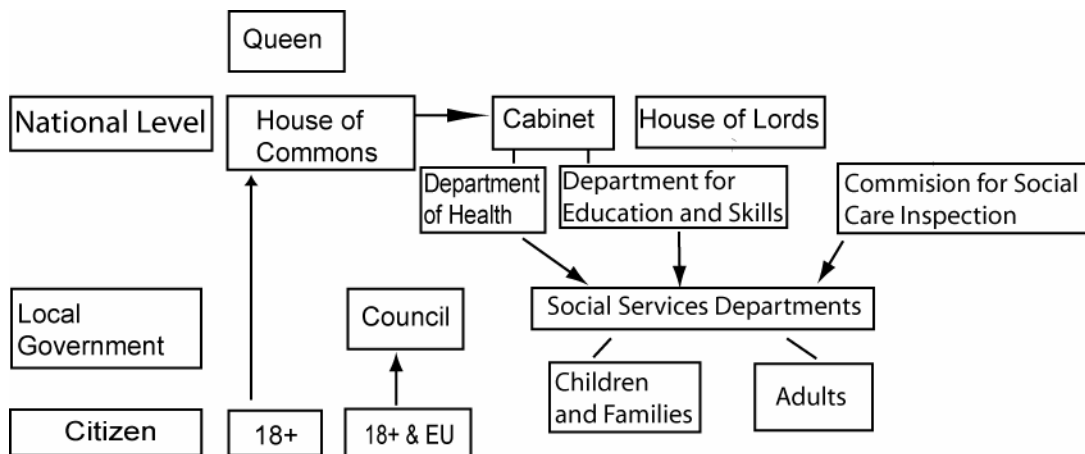 Queen
National Level
House of
Commons
Cabinet
House of Lords
Department
of Health
Department for
Education and Skills
Commision for Social
Care Inspection
Local
Government
Council
Social Services Departments
Children
and Families
Adults
Citizen
18+
18+ & EU